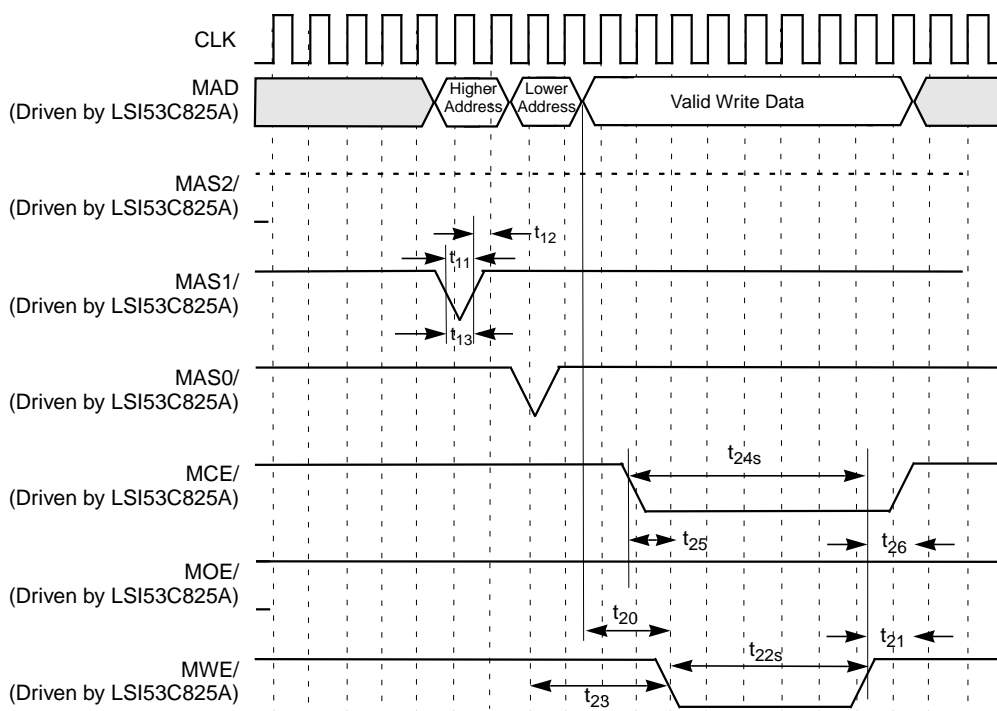 CLK
MAD
(Driven by LSI53C825A)
Higher
Address
Lower
Address
Valid Write Data
MAS2/
(Driven by LSI53C825A)
t12
t11
MAS1/
(Driven by LSI53C825A)
t13
MAS0/
(Driven by LSI53C825A)
t24s
MCE/
(Driven by LSI53C825A)
t25
t26
MOE/
(Driven by LSI53C825A)
t20
t21
t22s
MWE/
(Driven by LSI53C825A)
t23